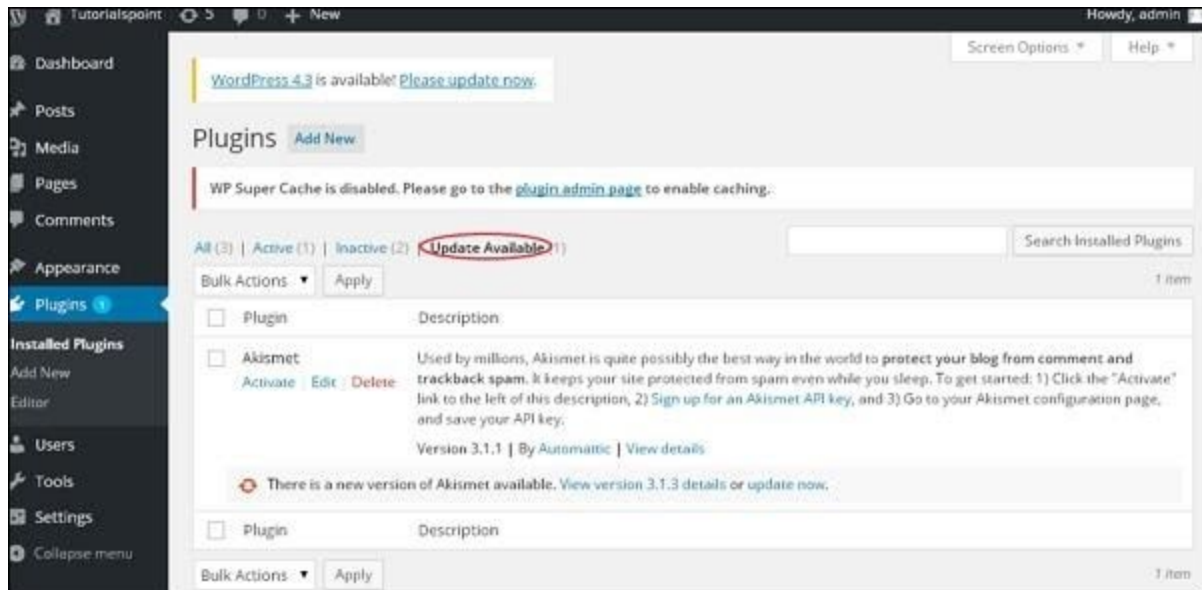 Tutorialspoint 5 0 + New Howdy, admin
Screen Options Help
Dashboard
Posts
Media
Pages
Comments
Appearance
Plugins 1
Installed Plugins
Add New
Editor
Users
Tools
Settings
Collapse menu
WordPress 4.3 is available! Please update now.
Plugins Add New
WP Super Cache is disabled. Please go to the plugin admin page to enable caching.
All (3) | Active (1) | Inactive (2) | Update Available (1)
Search Installed Plugins
Bulk Actions Apply 1 item
Plugin Description
Akismet
Activate | Edit | Delete
Used by millions, Akismet is quite possibly the best way in the world to protect your blog from comment and
trackback spam. It keeps your site protected from spam even while you sleep. To get started: 1) Click the "Activate"
link to the left of this description, 2) Sign up for an Akismet API key, and 3) Go to your Akismet configuration page,
and save your API key.
Version 3.1.1 | By Automattic | View details
There is a new version of Akismet available. View version 3.1.3 details or update now.
Plugin Description
Bulk Actions Apply 1 item